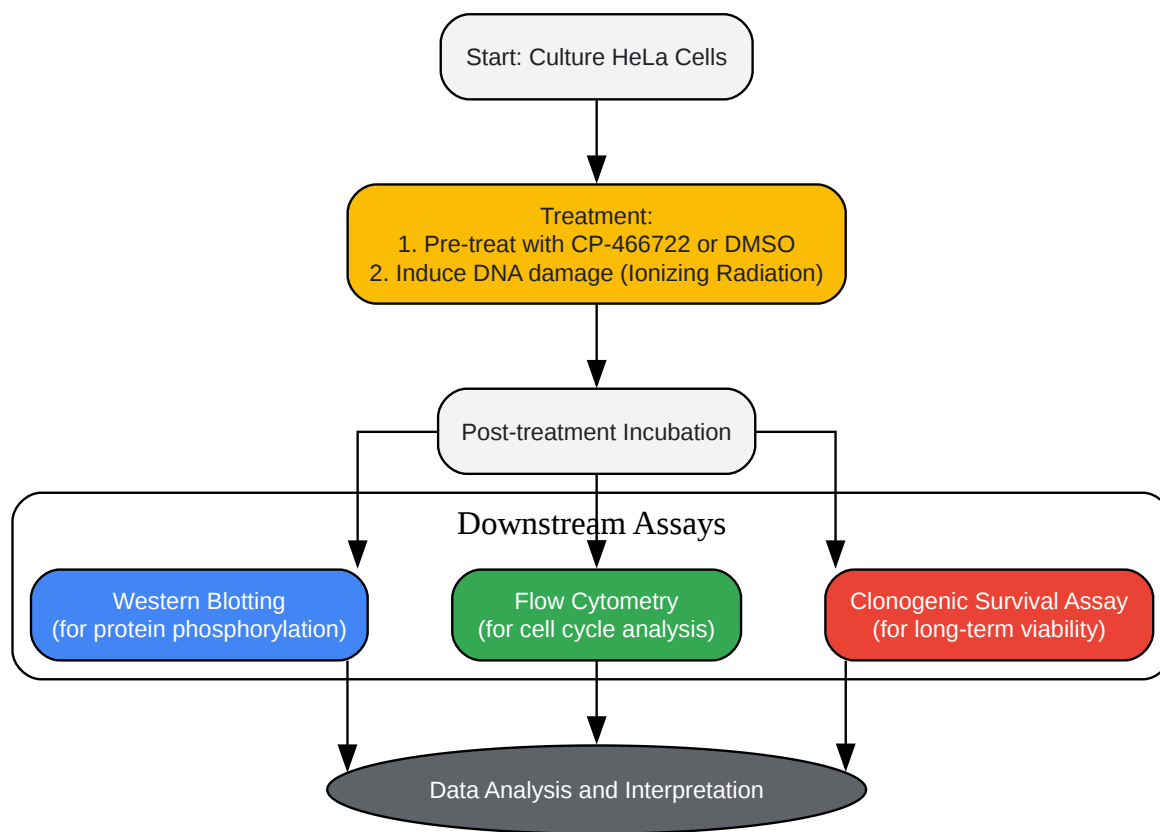 Start: Culture HeLa Cells
Treatment:
1. Pre-treat with CP-466722 or DMSO
2. Induce DNA damage (Ionizing Radiation)
Post-treatment Incubation
Downstream Assays
Western Blotting
(for protein phosphorylation)
Flow Cytometry
(for cell cycle analysis)
Clonogenic Survival Assay
(for long-term viability)
Data Analysis and Interpretation